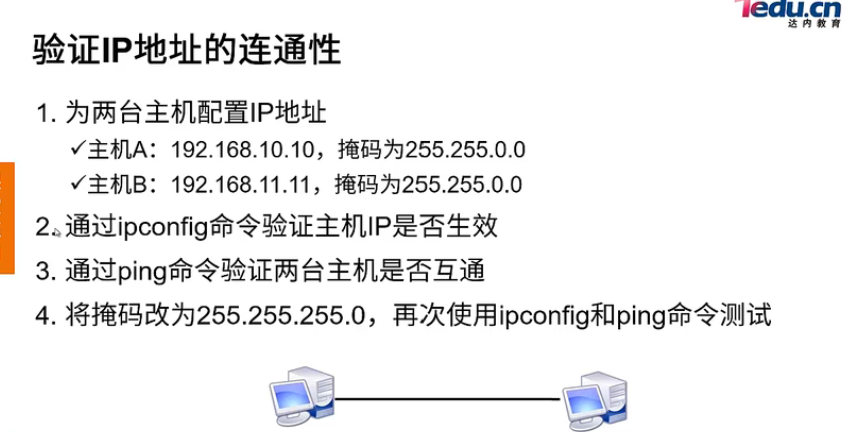 1edu.cn
达内教育
验证IP地址的连通性
1. 为两台主机配置IP地址
✓主机A：192.168.10.10，掩码为255.255.0.0
✓主机B：192.168.11.11，掩码为255.255.0.0
2. 通过ipconfig命令验证主机IP是否生效
3. 通过ping命令验证两台主机是否互通
4. 将掩码改为255.255.255.0，再次使用ipconfig和ping命令测试